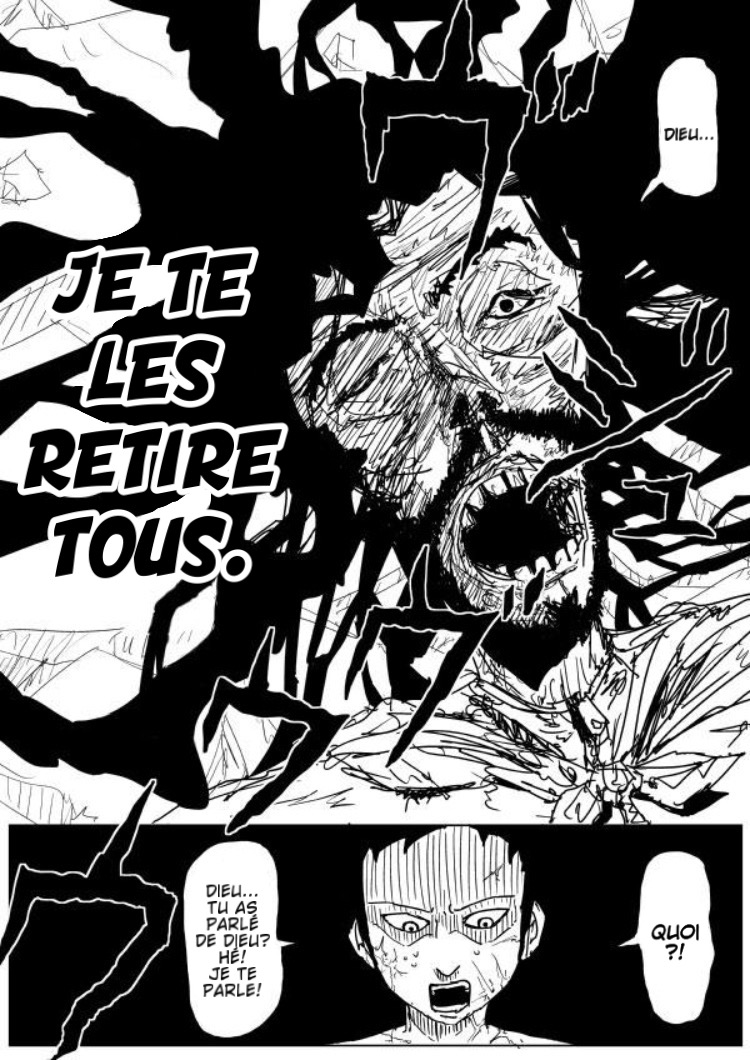 DIEU...
JE TE
LES
RETIRE
TOUS.
QUOI
?!
DIEU...
TU AS
PARLÉ
DE DIEU?
HÉ!
JE TE
PARLE!